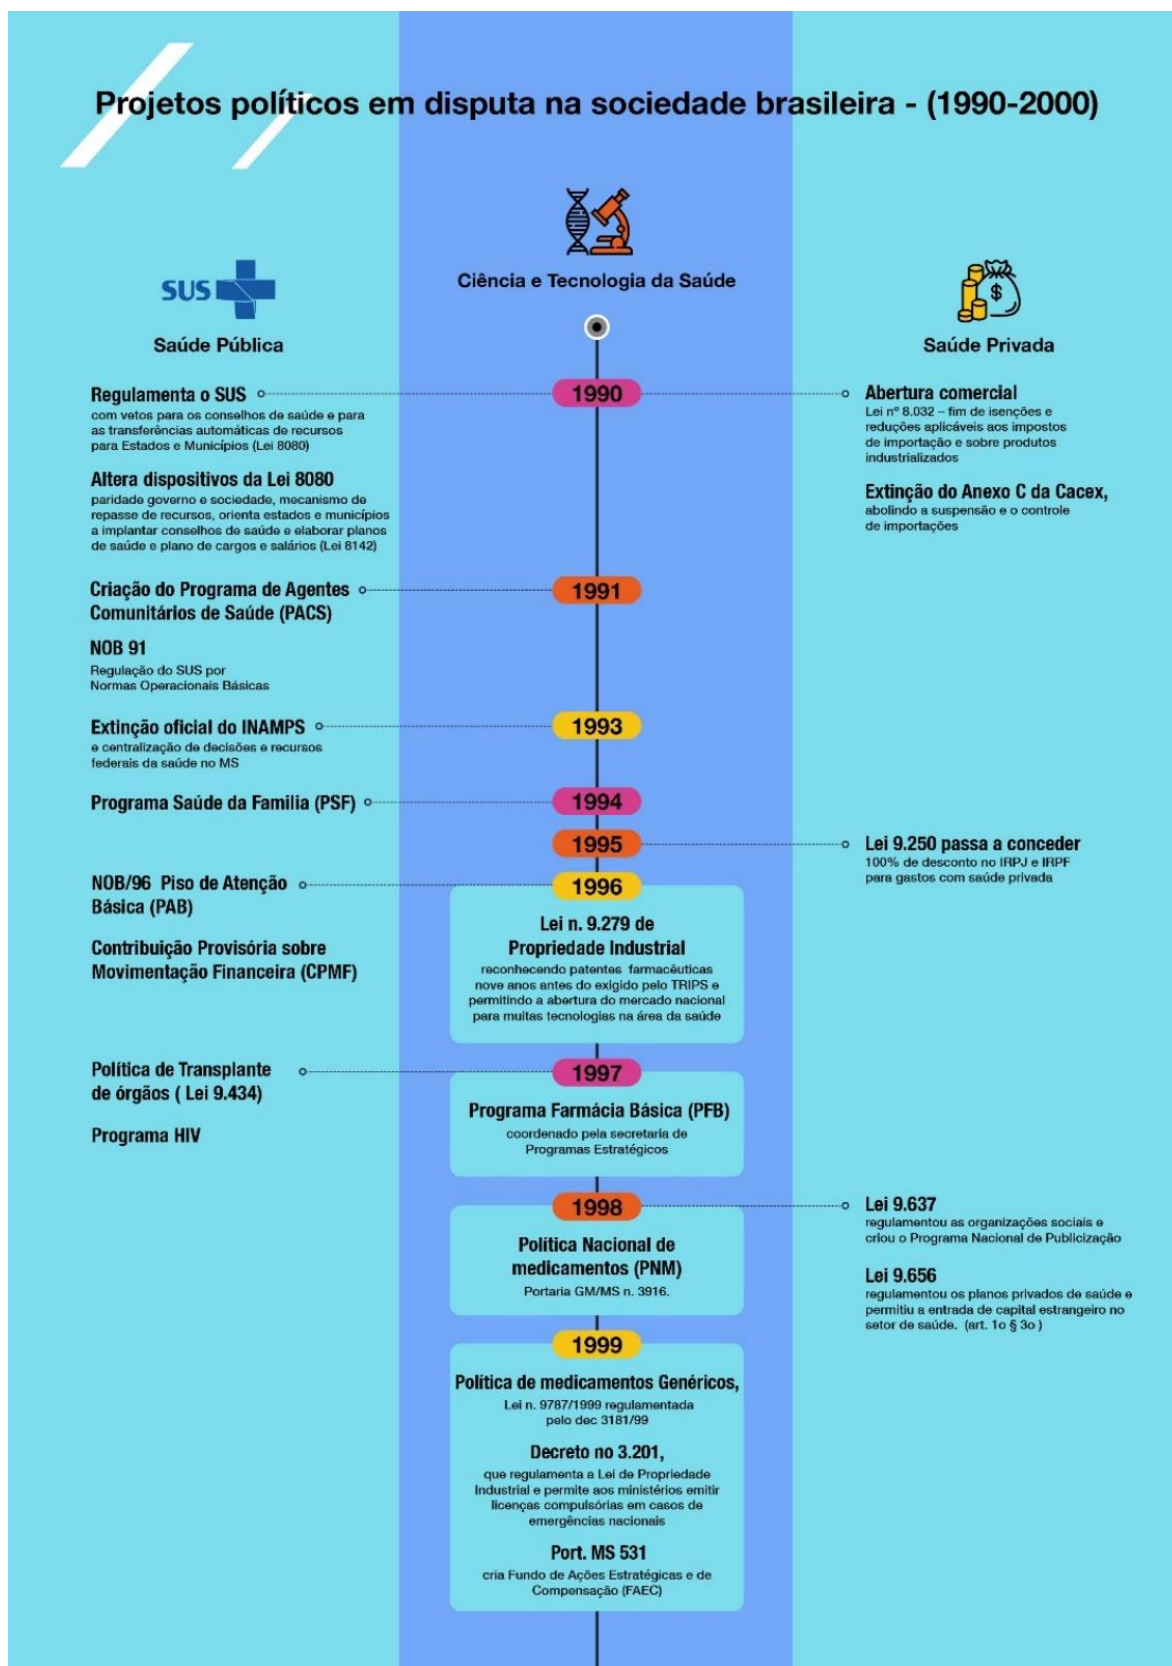 Projetos políticos em disputa na sociedade brasileira - (1990-2000)
Ciência e Tecnologia da Saúde
SUS
Saúde Pública
$
Saúde Privada
1990
Regulamenta o SUS
com vetos para os conselhos de saúde e para
as transferências automáticas de recursos
para Estados e Municípios (Lei 8080)
Altera dispositivos da Lei 8080
paridade governo e sociedade, mecanismo de
repasse de recursos, orienta estados e municípios
a implantar conselhos de saúde e elaborar planos
de saúde e plano de cargos e salários (Lei 8142)
Abertura comercial
Lei nº 8.032 – fim de isenções e
reduções aplicáveis aos impostos
de importação e sobre produtos
industrializados
Extinção do Anexo C da Cacex,
abolindo a suspensão e o controle
de importações
1991
Criação do Programa de Agentes
Comunitários de Saúde (PACS)
NOB 91
Regulação do SUS por
Normas Operacionais Básicas
1993
Extinção oficial do INAMPS
e centralização de decisões e recursos
federais da saúde no MS
1994
Programa Saúde da Familia (PSF)
1995
Lei 9.250 passa a conceder
100% de desconto no IRPJ e IRPF
para gastos com saúde privada
1996
NOB/96 Piso de Atenção
Básica (PAB)
Contribuição Provisória sobre
Movimentação Financeira (CPMF)
Lei n. 9.279 de
Propriedade Industrial
reconhecendo patentes farmacêuticas
nove anos antes do exigido pelo TRIPS e
permitindo a abertura do mercado nacional
para muitas tecnologias na área da saúde
1997
Política de Transplante
de órgãos ( Lei 9.434)
Programa HIV
Programa Farmácia Básica (PFB)
coordenado pela secretaria de
Programas Estratégicos
1998
Política Nacional de
medicamentos (PNM)
Portaria GM/MS n. 3916.
Lei 9.637
regulamentou as organizações sociais e
criou o Programa Nacional de Publicização
Lei 9.656
regulamentou os planos privados de saúde e
permitiu a entrada de capital estrangeiro no
setor de saúde. (art. 1o § 3o )
1999
Política de medicamentos Genéricos,
Lei n. 9787/1999 regulamentada
pelo dec 3181/99
Decreto no 3.201,
que regulamenta a Lei de Propriedade
Industrial e permite aos ministérios emitir
licenças compulsórias em casos de
emergências nacionais
Port. MS 531
cria Fundo de Ações Estratégicas e de
Compensação (FAEC)